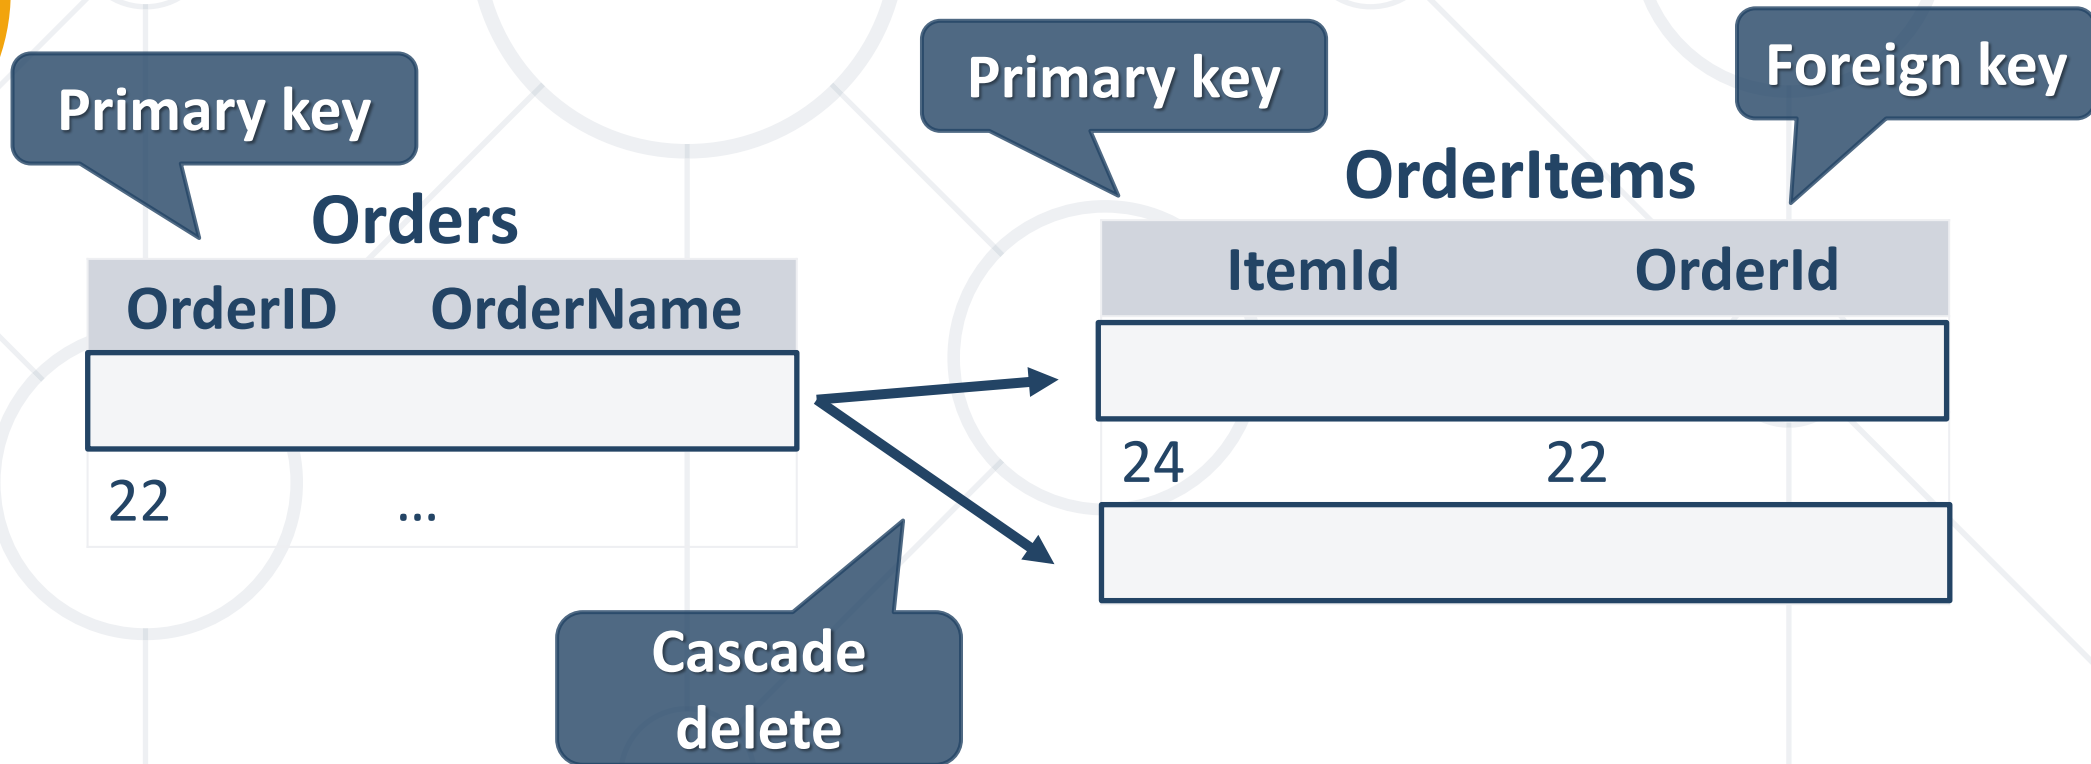 Primary key
Orders
OrderID OrderName
22 ...
Cascade
delete
Primary key
Foreign key
OrderItems
ItemId OrderId
24 22